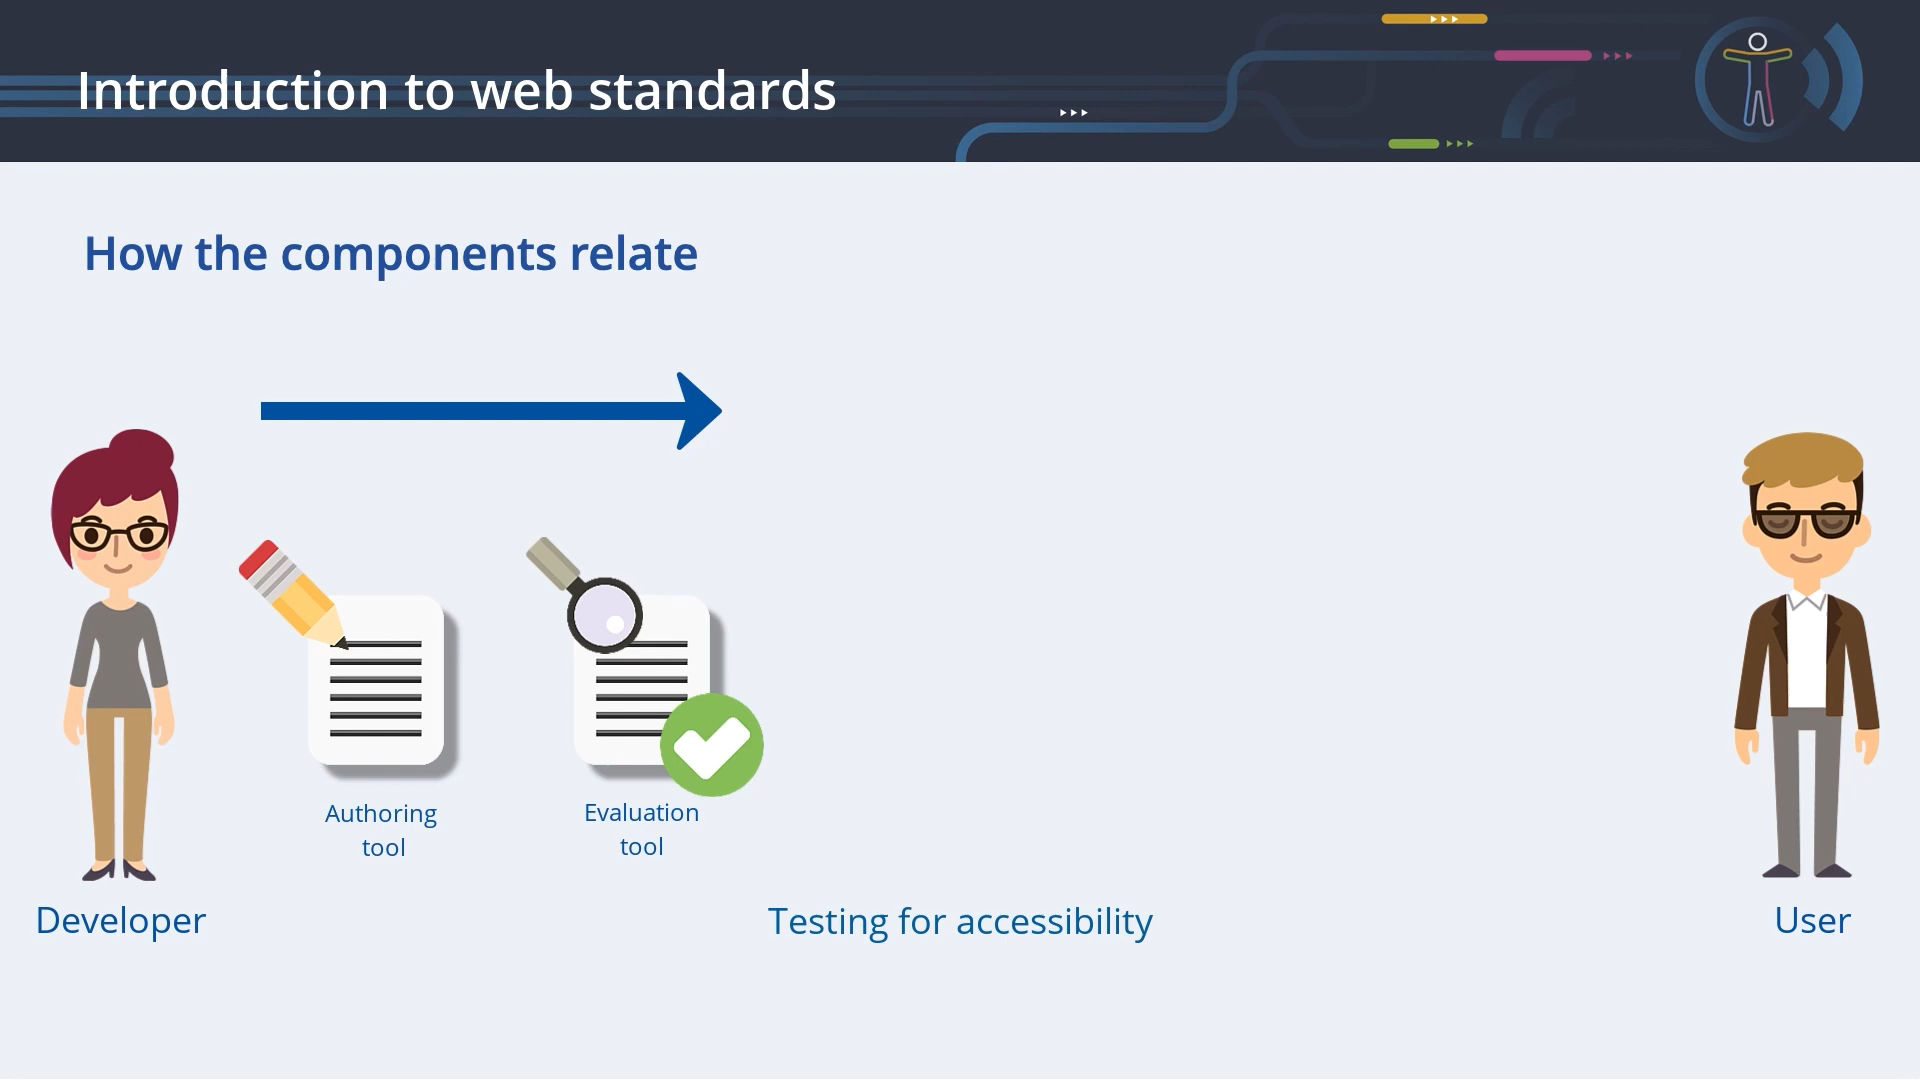 Introduction to web standards
How the components relate
Authoring
tool
Evaluation
tool
Developer
Testing for accessibility
User